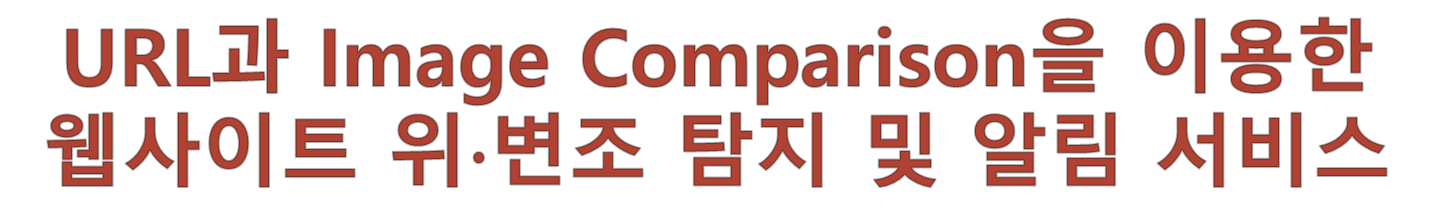 URL과 Image Comparison을 이용한
웹사이트 위·변조 탐지 및 알림 서비스